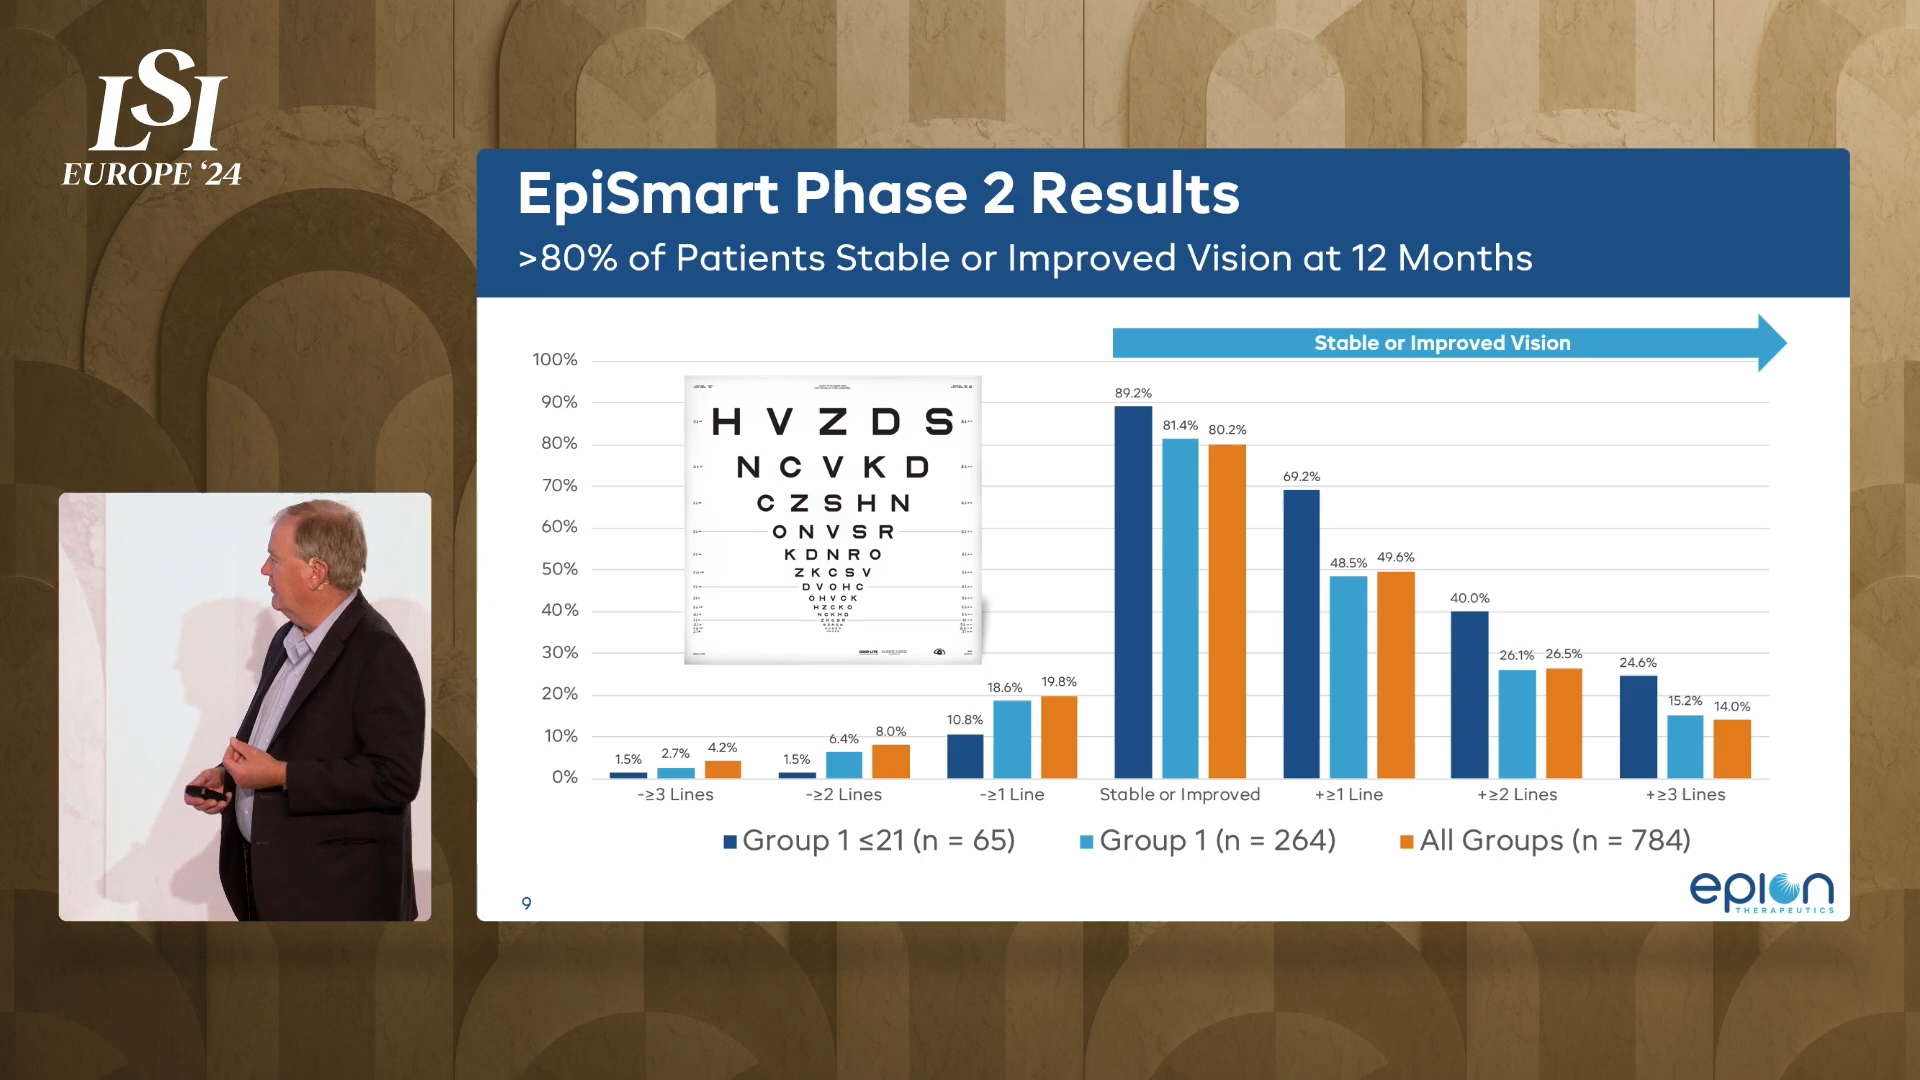 LSI
EUROPE ‘24
EpiSmart Phase 2 Results
>80% of Patients Stable or Improved Vision at 12 Months
Stable or Improved Vision
100%
90%
80%
70%
60%
50%
40%
30%
20%
10%
0%
H V Z D S
N C V K D
C Z S H N
O N V S R
K D N R O
Z K C S V
D V O H C
O H V C K
H Z C K O
N C K H D
1.5% 2.7% 4.2%
1.5% 6.4% 8.0%
10.8% 18.6% 19.8%
89.2% 81.4% 80.2%
69.2% 48.5% 49.6%
40.0% 26.1% 26.5%
24.6% 15.2% 14.0%
-≥3 Lines -≥2 Lines -≥1 Line Stable or Improved +≥1 Line +≥2 Lines +≥3 Lines
Group 1 ≤21 (n = 65) Group 1 (n = 264) All Groups (n = 784)
9
epion
THERAPEUTICS